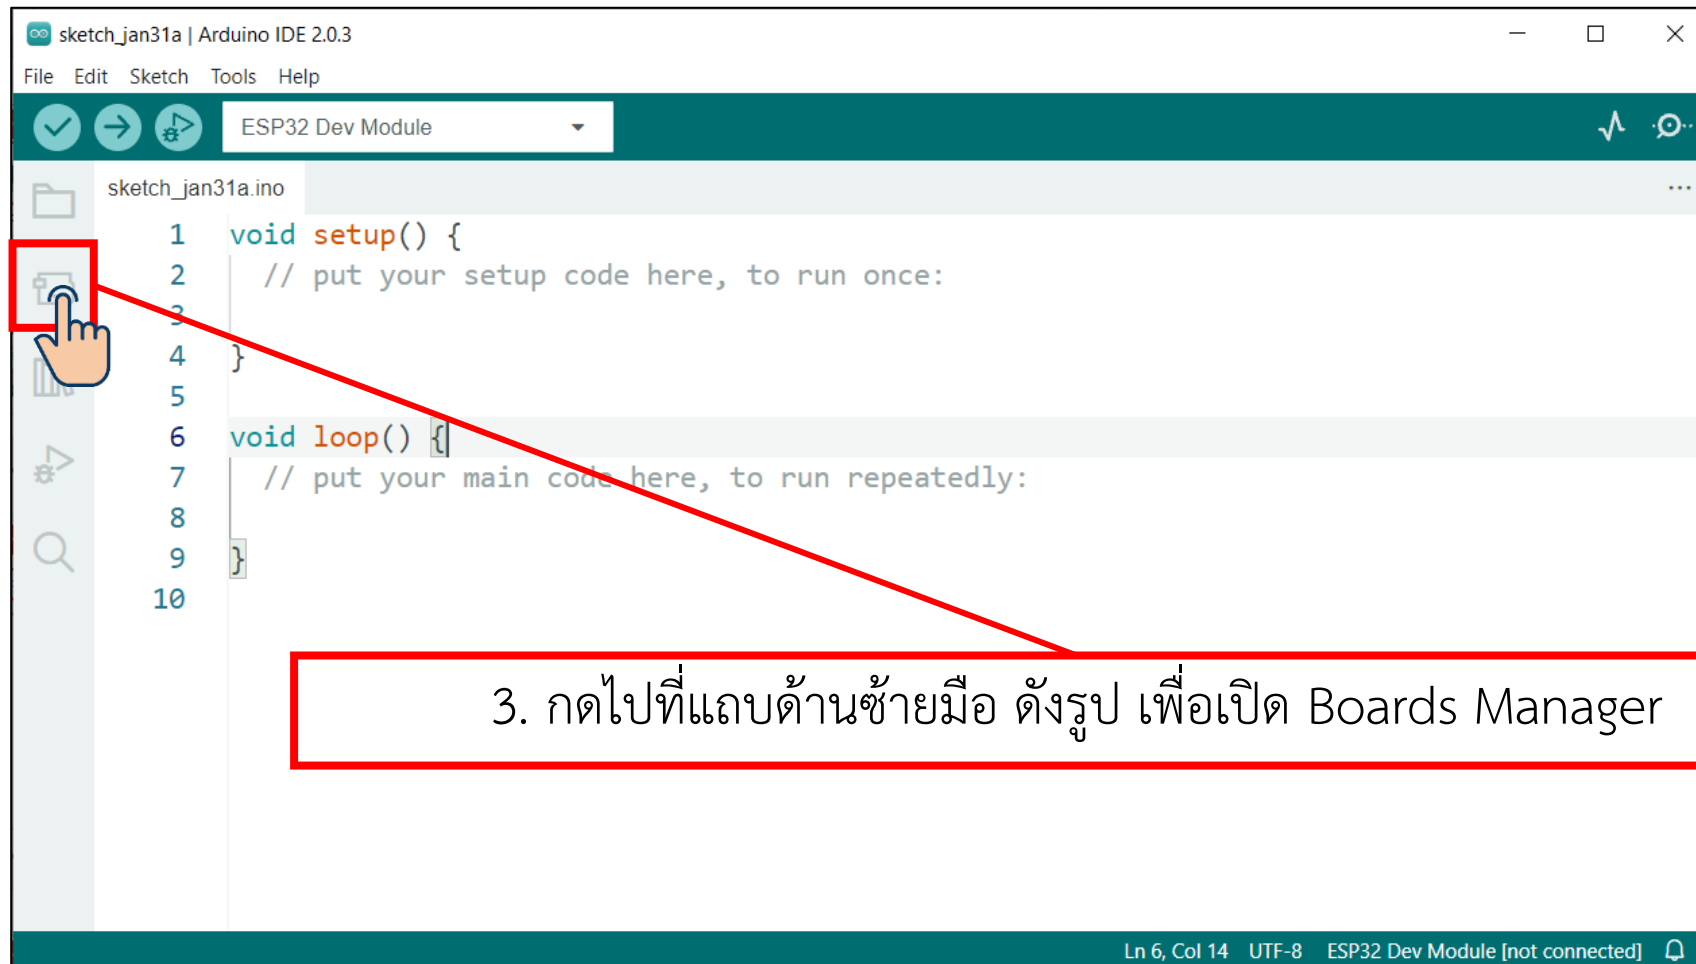 sketch_jan31a | Arduino IDE 2.0.3
File Edit Sketch Tools Help
ESP32 Dev Module
sketch_jan31a.ino
...
1 void setup() {
2 // put your setup code here, to run once:
3
4 }
5
6 void loop() {
7 // put your main code here, to run repeatedly:
8
9 }
10
3. กดไปที่แถบด้านซ้ายมือ ดังรูป เพื่อเปิด Boards Manager
Ln 6, Col 14 UTF-8 ESP32 Dev Module [not connected]